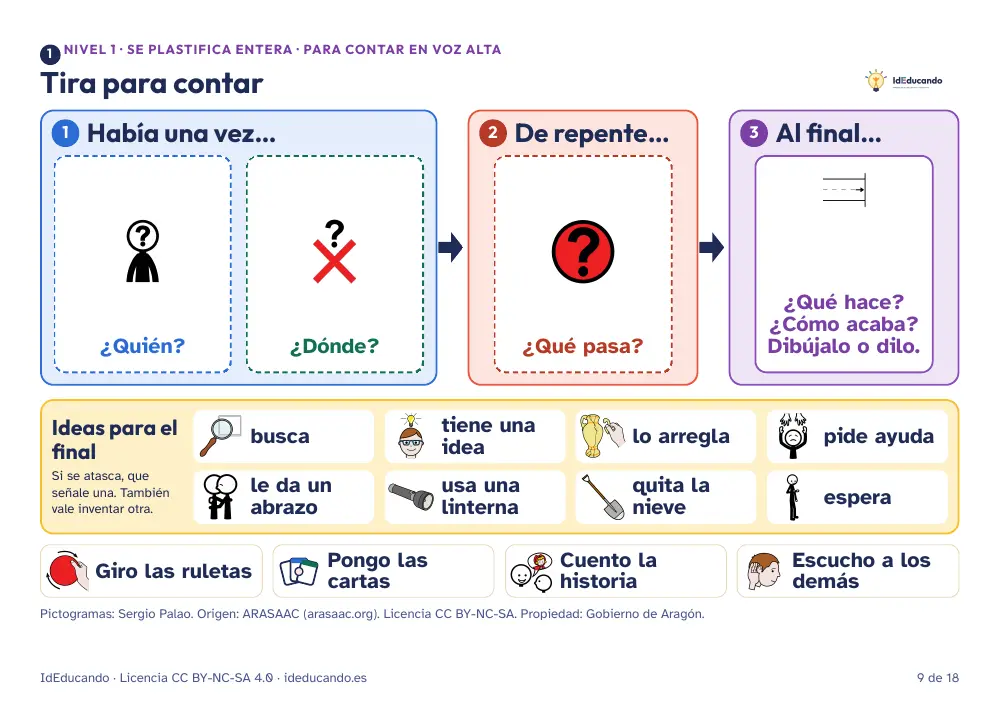 1 NIVEL 1 · SE PLASTIFICA ENTERA · PARA CONTAR EN VOZ ALTA
Tira para contar
IdEducando
1 Había una vez...
¿Quién?
¿Dónde?
2 De repente...
¿Qué pasa?
3 Al final...
¿Qué hace?
¿Cómo acaba?
Dibújalo o dilo.
Ideas para el
final
Si se atasca, que
señale una. También
vale inventar otra.
busca
tiene una
idea
lo arregla
pide ayuda
le da un
abrazo
usa una
linterna
quita la
nieve
espera
Giro las ruletas
Pongo las
cartas
Cuento la
historia
Escucho a los
demás
Pictogramas: Sergio Palao. Origen: ARASAAC (arasaac.org). Licencia CC BY-NC-SA. Propiedad: Gobierno de Aragón.
IdEducando · Licencia CC BY-NC-SA 4.0 · ideducando.es
9 de 18